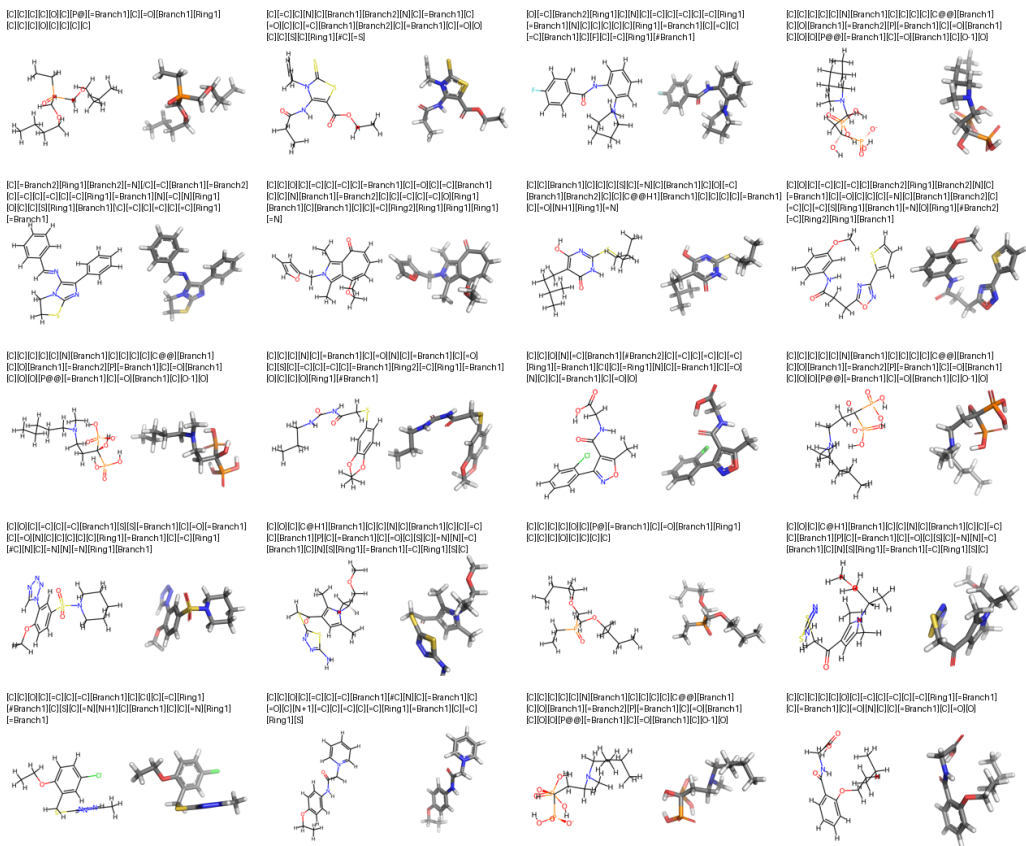 [C][C][C][C][O][C][P@][=Branch1][C][=O][Branch1][Ring1]
[C][C][C][O][C][C][C][C]
[C][=C][C][N][C][Branch1][Branch2][N][C][=Branch1][C]
[=O][C][C][=C][Branch1][Branch2][C][=Branch1][C][=O][O]
[C][C][S][C][Ring1][#C][=S]
[O][=C][Branch2][Ring1][C][N][C][=C][C][=C][C][=C][Ring1]
[=Branch1][N][C][C][C][C][C][Ring1][=Branch1][C][=C][C]
[=C][Branch1][C][F][C][=C][Ring1][#Branch1]
[C][C][C][C][C][N][Branch1][C][C][C][C][C@@][Branch1]
[C][O][Branch1][=Branch2][P][=Branch1][C][=O][Branch1]
[C][O][O][P@@][=Branch1][C][=O][Branch1][C][O-1][O]
[C][=Branch2][Ring1][Branch2][=N][/C][=C][Branch1][=Branch2]
[C][=C][C][=C][C][=C][Ring1][=Branch1][N][=C][N][Ring1]
[O][C][C][S][Ring1][Branch1][\C][=C][C][=C][C][=C][Ring1]
[=Branch1]
[C][C][O][C][=C][C][=C][C][=Branch1][C][=O][C][=C][Branch1]
[C][C][N][Branch1][=Branch2][C][C][=C][C][=C][O][Ring1]
[Branch1][C][Branch1][C][C][=C][Ring2][Ring1][Ring1][Ring1]
[=N]
[C][C][Branch1][C][C][C][S][C][=C][N][C][Branch1][C][O][=C]
[Branch1][=Branch2][C][C][C@@H1][Branch1][C][C][C][C][=Branch1]
[C][=O][NH1][Ring1][=N]
[C][O][C][=C][C][=C][C][Branch2][Ring1][Branch2][N][C]
[=Branch1][C][=O][C][C][C][=N][C][Branch1][Branch2][C]
[=C][C][=C][S][Ring1][Branch1][=N][O][Ring1][#Branch2]
[=C][Ring2][Ring1][Branch1]
[C][C][C][C][C][N][Branch1][C][C][C][C][C@@][Branch1]
[C][O][Branch1][=Branch2][P][=Branch1][C][=O][Branch1]
[C][O][O][P@@][=Branch1][C][=O][Branch1][C][O-1][O]
[C][C][C][N][C][=Branch1][C][=O][N][C][=Branch1][C][=O]
[C][S][C][=C][C][=C][C][=Branch1][Ring2][=C][Ring1][=Branch1]
[O][C][C][O][Ring1][#Branch1]
[C][C][O][N][=C][Branch1][#Branch2][C][=C][C][=C][C][=C]
[Ring1][=Branch1][Cl][C][=Ring1][N][C][=Branch1][C][=O]
[N][C][C][=Branch1][C][=O][O]
[C][C][C][C][C][N][Branch1][C][C][C][C][C@@][Branch1]
[C][O][Branch1][=Branch2][P][=Branch1][C][=O][Branch1]
[C][O][O][P@@][=Branch1][C][=O][Branch1][C][O-1][O]
[C][O][C][=C][C][=C][Branch1][S][S][=Branch1][C][=O][=Branch1]
[C][=O][N][C][C][C][C][C][Ring1][=Branch1][C][=C][Ring1]
[#C][N][C][=N][N][=N][Ring1][Branch1]
[C][O][C][C@H1][Branch1][C][C][N][C][Branch1][C][C][=C]
[C][Branch1][P][C][=Branch1][C][=O][C][S][C][=N][N][=C]
[Branch1][C][N][S][Ring1][=Branch1][=C][Ring1][S][C]
[C][C][C][C][O][C][P@][=Branch1][C][=O][Branch1][Ring1]
[C][C][C][O][C][C][C][C]
[C][O][C][C@H1][Branch1][C][C][N][C][Branch1][C][C][=C]
[C][Branch1][P][C][=Branch1][C][=O][C][S][C][=N][N][=C]
[Branch1][C][N][S][Ring1][=Branch1][=C][Ring1][S][C]
[C][C][O][C][=C][C][=C][Branch1][C][Cl][C][=C][Ring1]
[#Branch1][C][S][C][=N][NH1][C][Branch1][C][C][=N][Ring1]
[=Branch1]
[C][C][O][C][=C][C][=C][Branch1][#C][N][C][=Branch1][C]
[=O][C][N+1][=C][C][=C][C][=C][Ring1][=Branch1][C][=C]
[Ring1][S]
[C][C][C][C][C][N][Branch1][C][C][C][C][C@@][Branch1]
[C][O][Branch1][=Branch2][P][=Branch1][C][=O][Branch1]
[C][O][O][P@@][=Branch1][C][=O][Branch1][C][O-1][O]
[C][C][C][C][C][O][C][=C][C][=C][C][=C][Ring1][=Branch1]
[C][=Branch1][C][=O][N][C][C][=Branch1][C][=O][O]